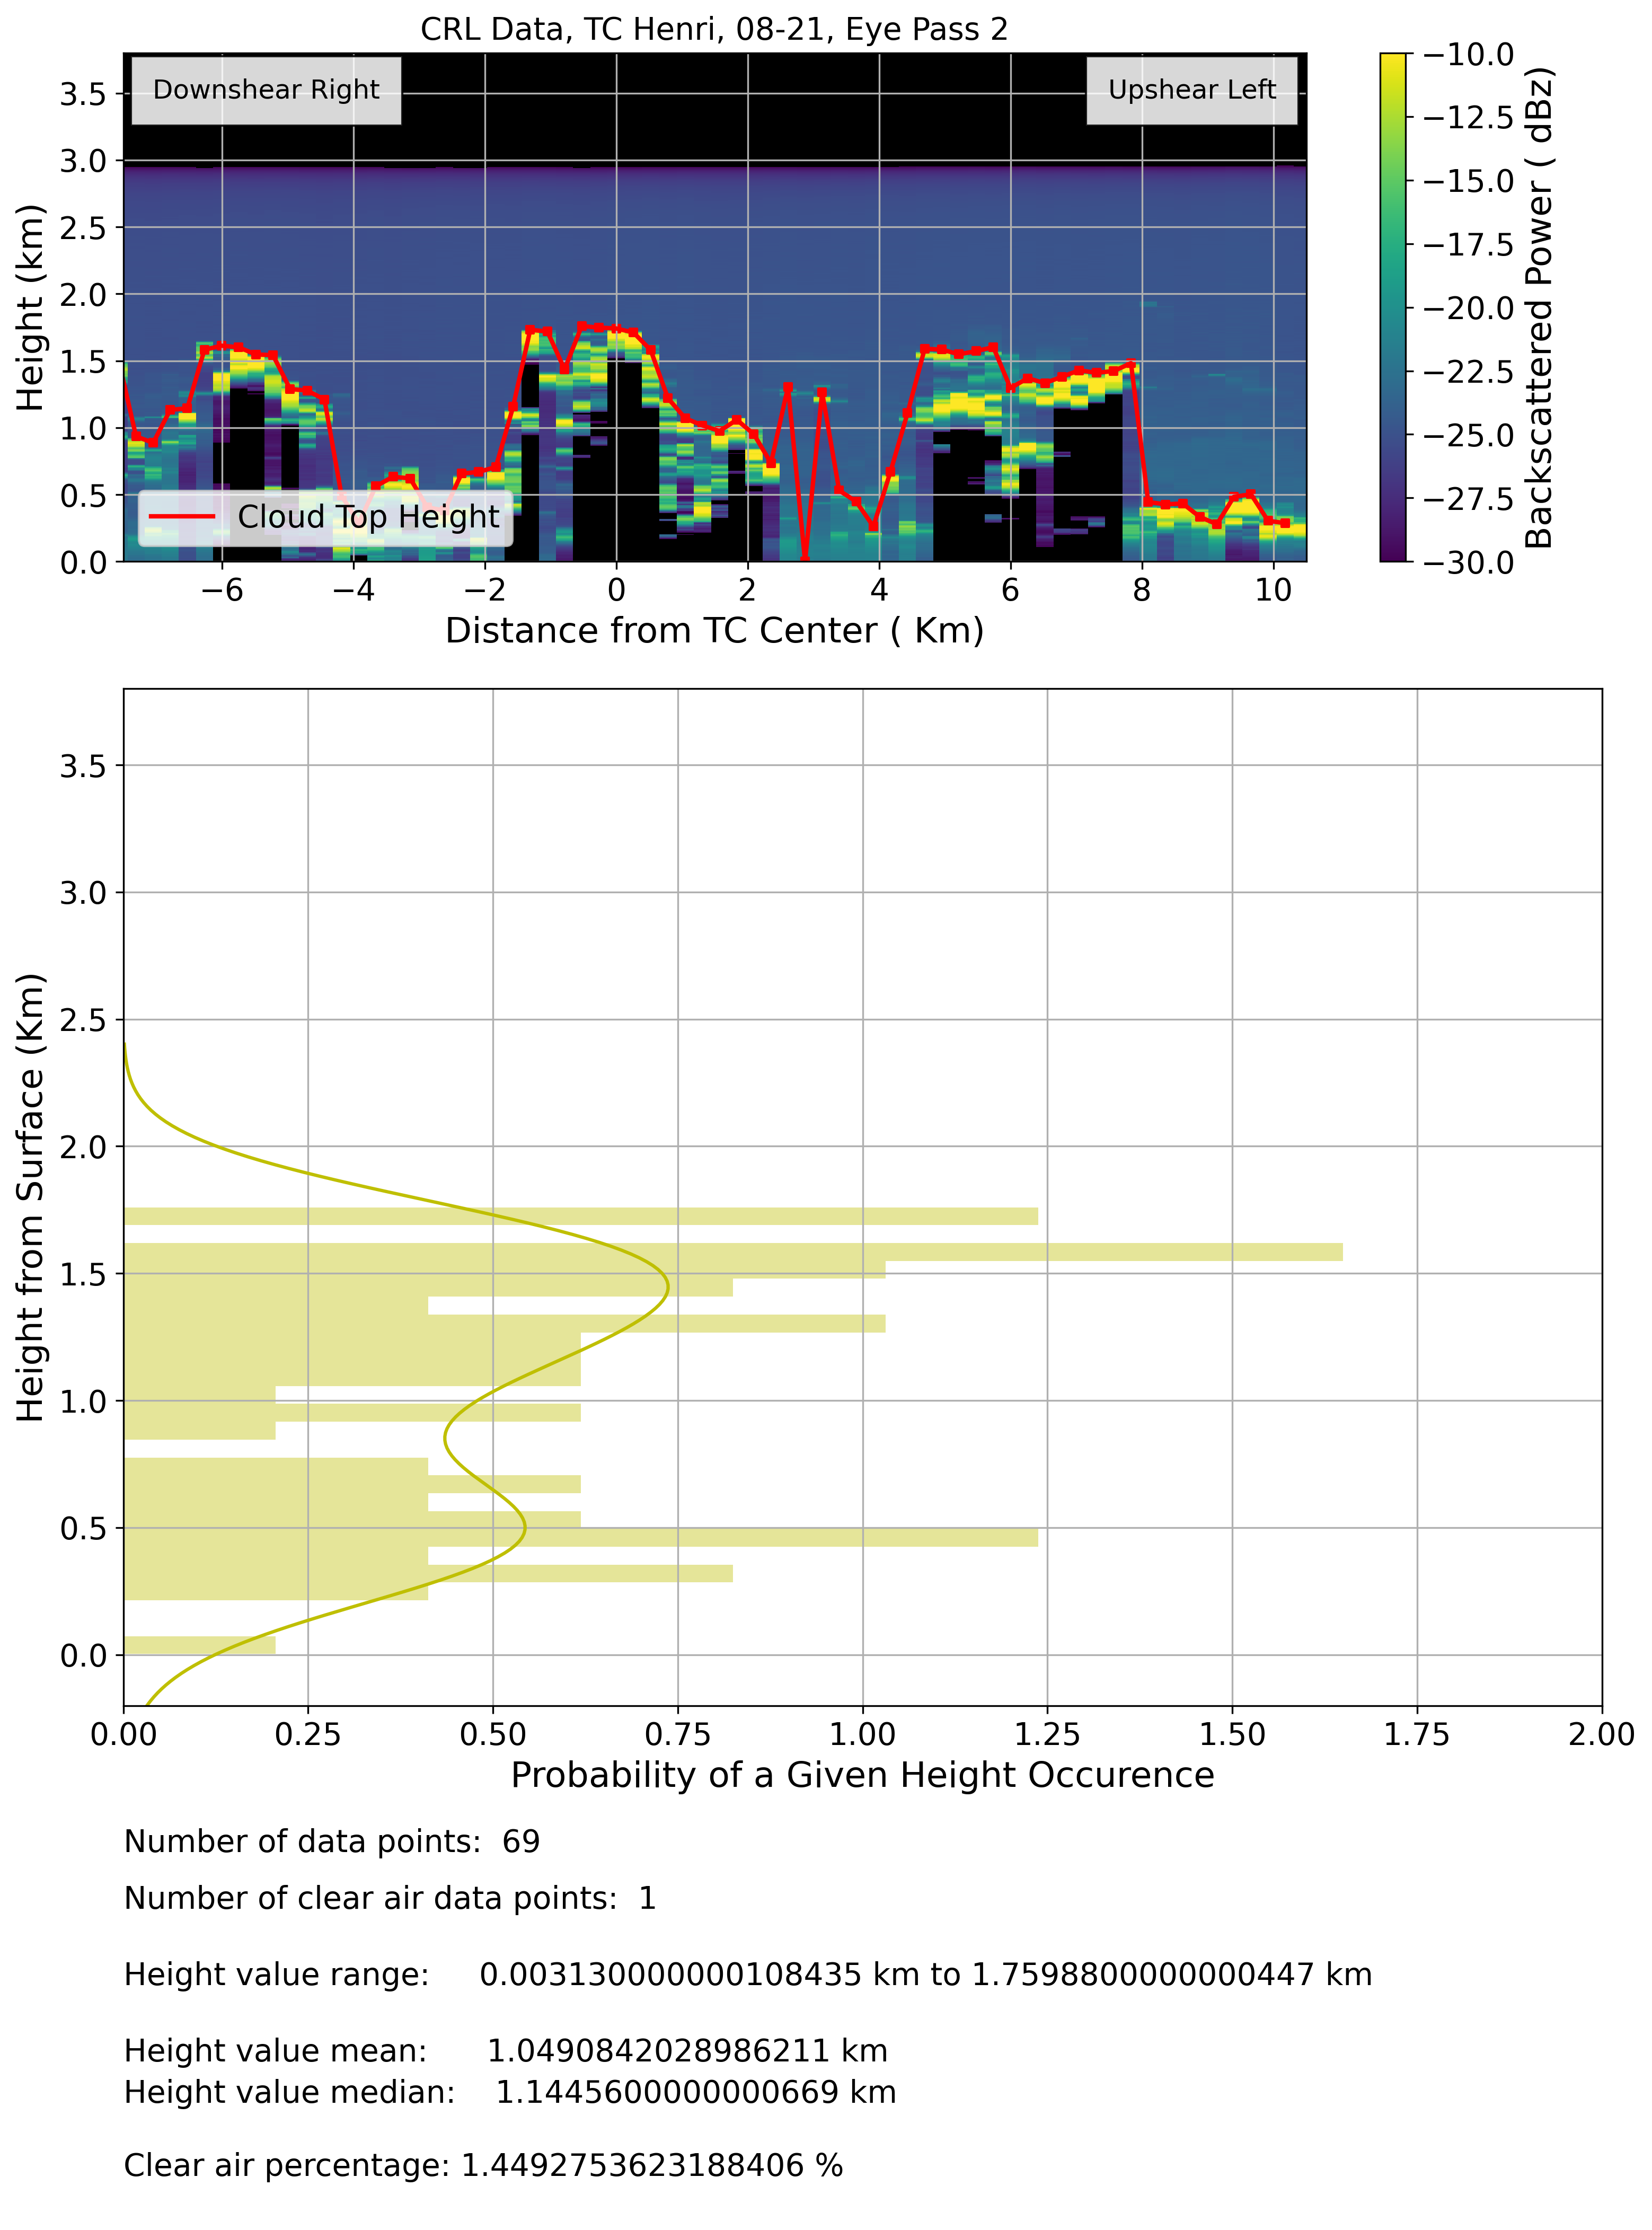 CRL Data, TC Henri, 08-21, Eye Pass 2
Downshear Right
Upshear Left
Height (km)
3.5
3.0
2.5
2.0
1.5
1.0
0.5
0.0
Cloud Top Height
−6 −4 −2 0 2 4 6 8 10
Distance from TC Center ( Km)
−10.0
−12.5
−15.0
−17.5
−20.0
−22.5
−25.0
−27.5
−30.0
Backscattered Power ( dBz)
Height from Surface (Km)
3.5
3.0
2.5
2.0
1.5
1.0
0.5
0.0
0.00 0.25 0.50 0.75 1.00 1.25 1.50 1.75 2.00
Probability of a Given Height Occurence
Number of data points: 69
Number of clear air data points: 1
Height value range: 0.003130000000108435 km to 1.7598800000000447 km
Height value mean: 1.0490842028986211 km
Height value median: 1.1445600000000669 km
Clear air percentage: 1.4492753623188406 %